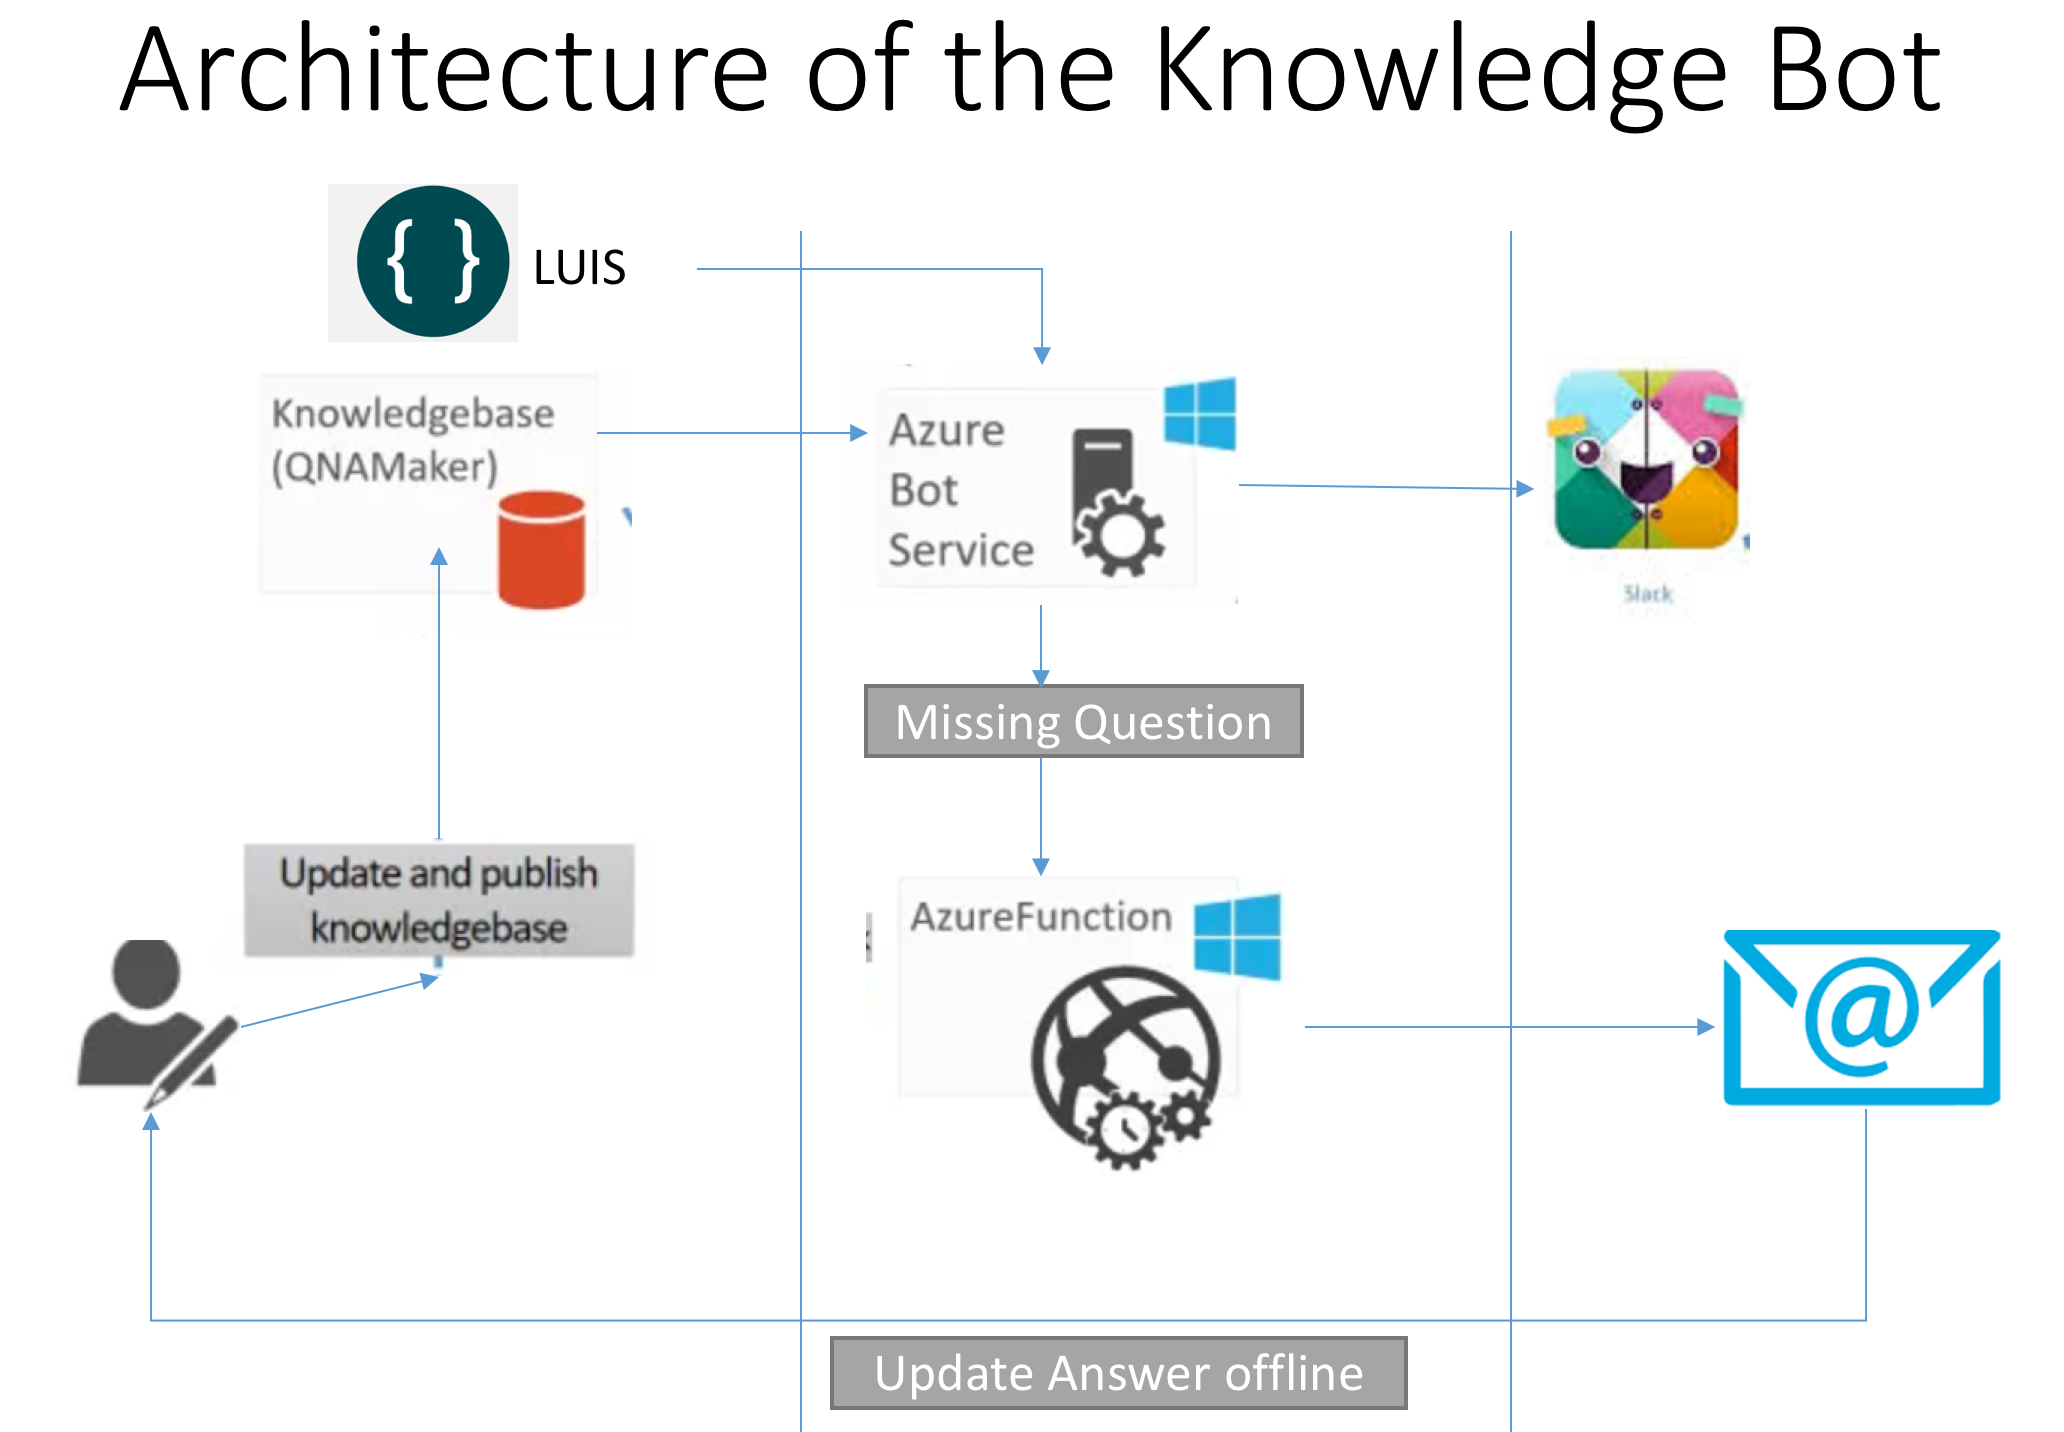 Architecture of the Knowledge Bot
{ }
LUIS
Knowledgebase
(QNAMaker)
Azure
Bot
Service
Slack
Missing Question
Update and publish
knowledgebase
AzureFunction
@
Update Answer offline